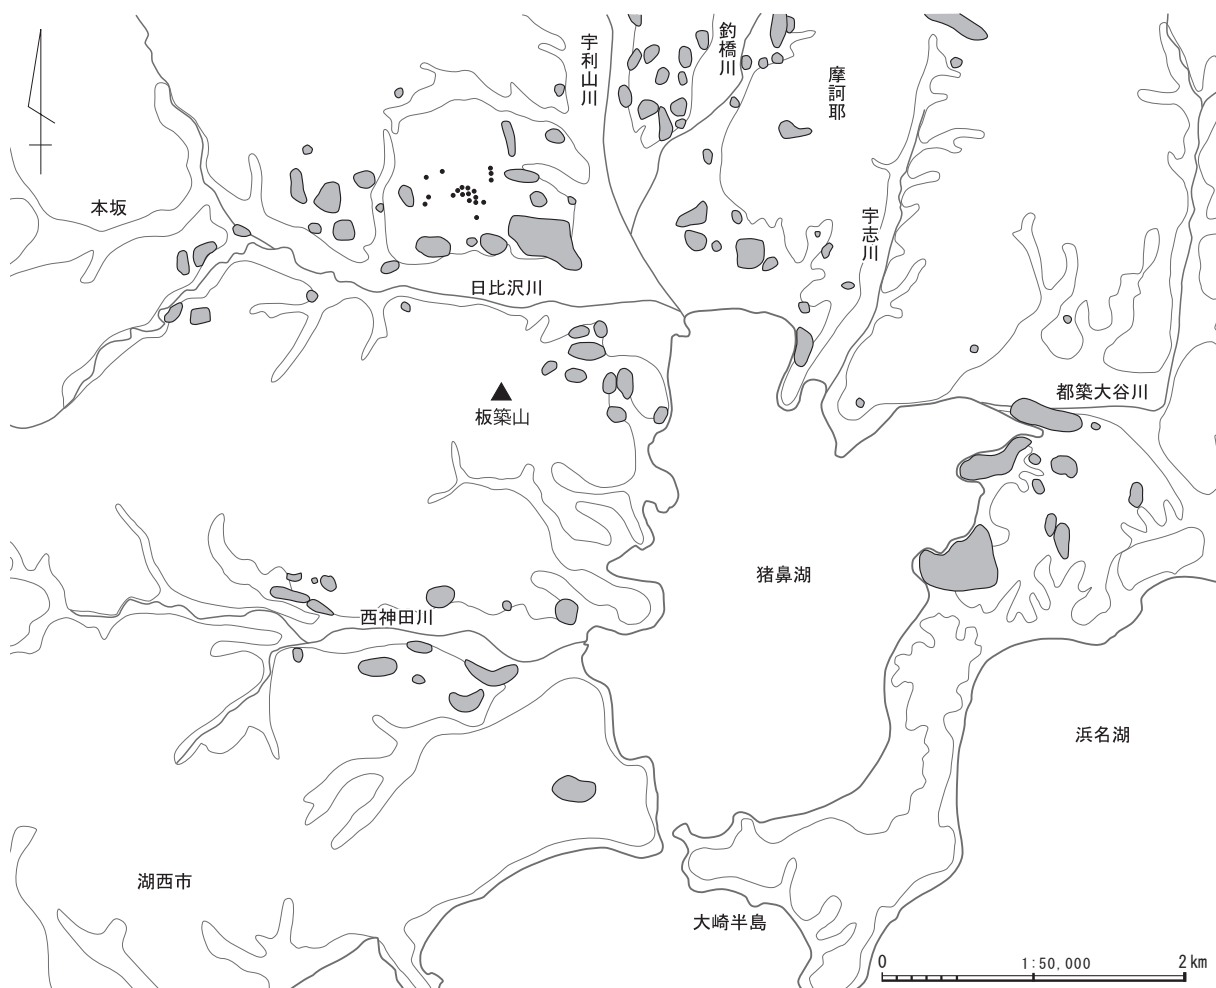 宇利山川
釣橋川
摩訶耶
本坂
宇志川
日比沢川
都築大谷川
板築山
猪鼻湖
西神田川
浜名湖
湖西市
大崎半島
0
1:50,000
2km